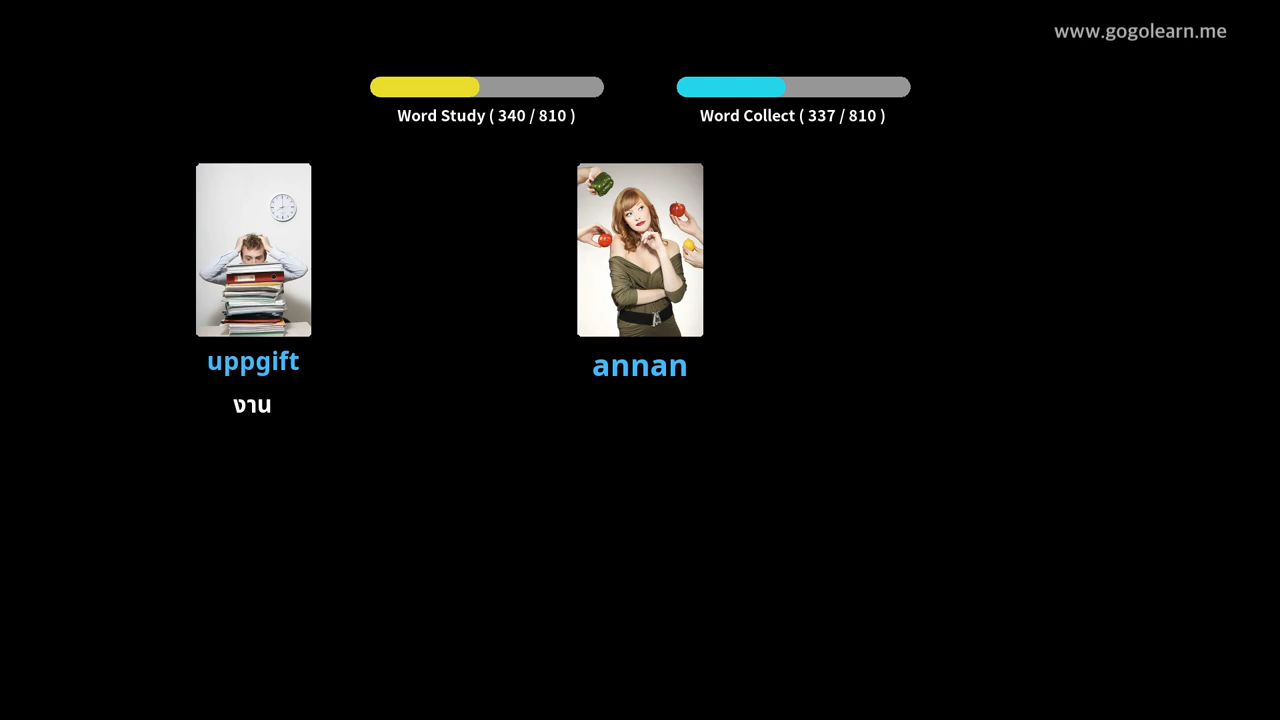 www.gogolearn.me
Word Study ( 340 / 810 )
Word Collect ( 337 / 810 )
uppgift
งาน
annan